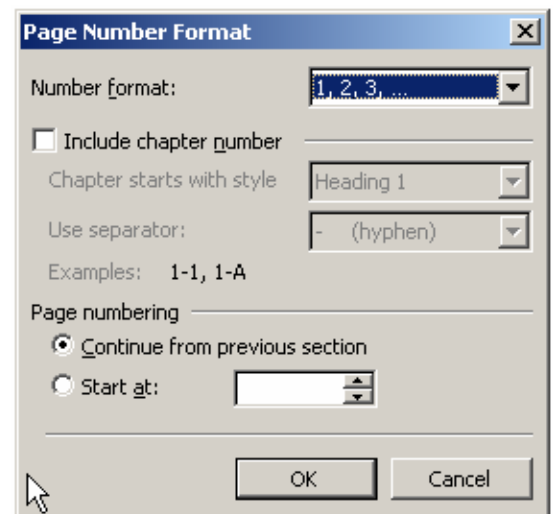 Page Number Format
Number format: 1, 2, 3, ...
Include chapter number
Chapter starts with style Heading 1
Use separator: - (hyphen)
Examples: 1-1, 1-A
Page numbering
Continue from previous section
Start at:
OK Cancel